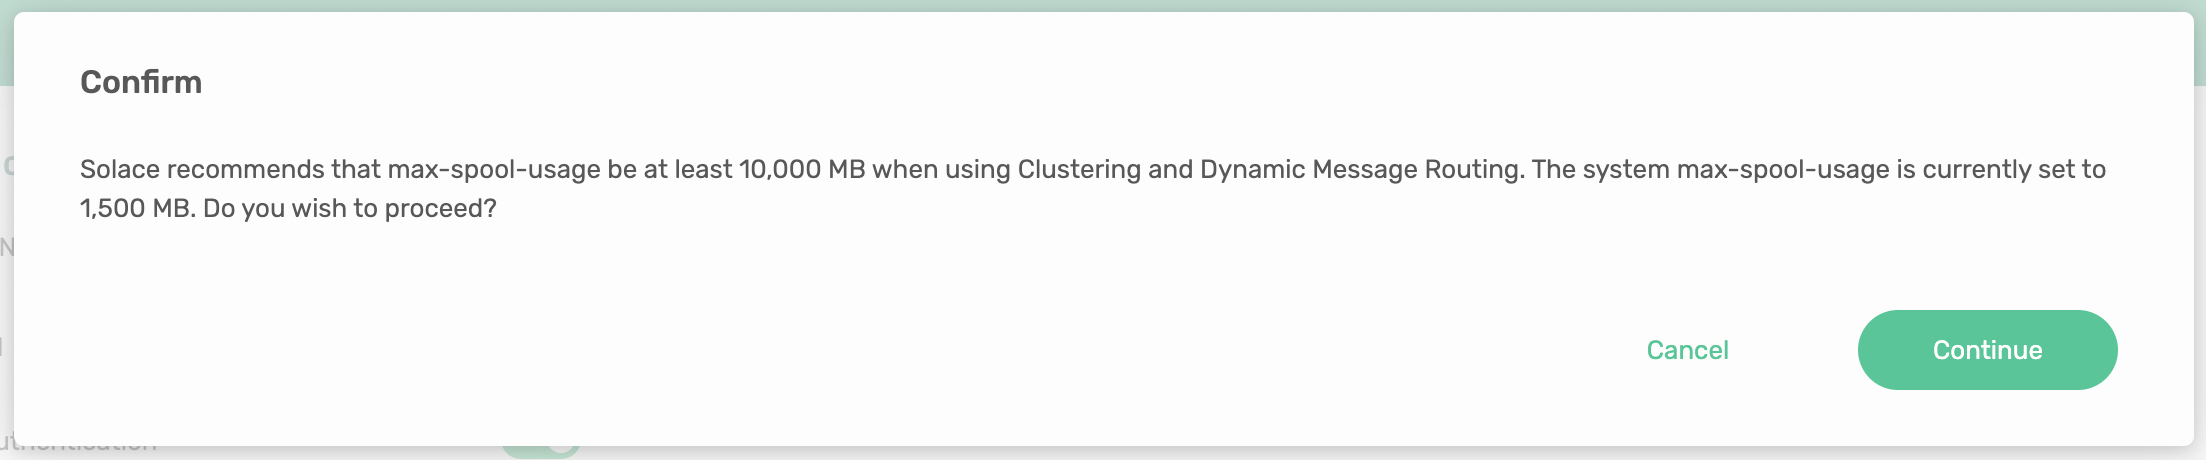 Confirm
Solace recommends that max-spool-usage be at least 10,000 MB when using Clustering and Dynamic Message Routing. The system max-spool-usage is currently set to
1,500 MB. Do you wish to proceed?
Cancel
Continue